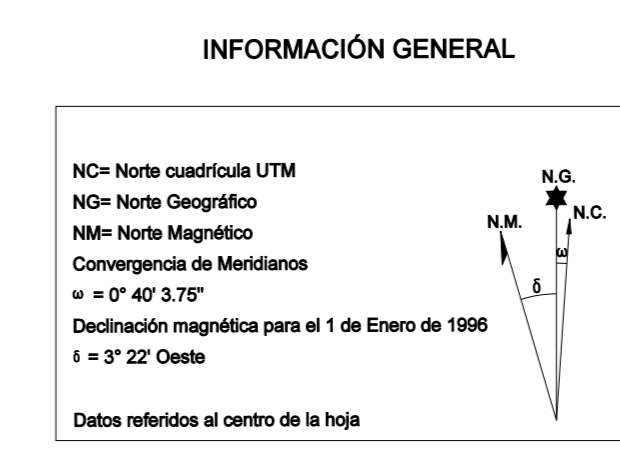 INFORMACIÓN GENERAL
NC= Norte cuadrícula UTM
NG= Norte Geográfico
NM= Norte Magnético
Convergencia de Meridianos
ω = 0° 40' 3.75"
Declinación magnética para el 1 de Enero de 1996
δ = 3° 22' Oeste
Datos referidos al centro de la hoja
N.G.
N.C.
N.M.
ω
δ